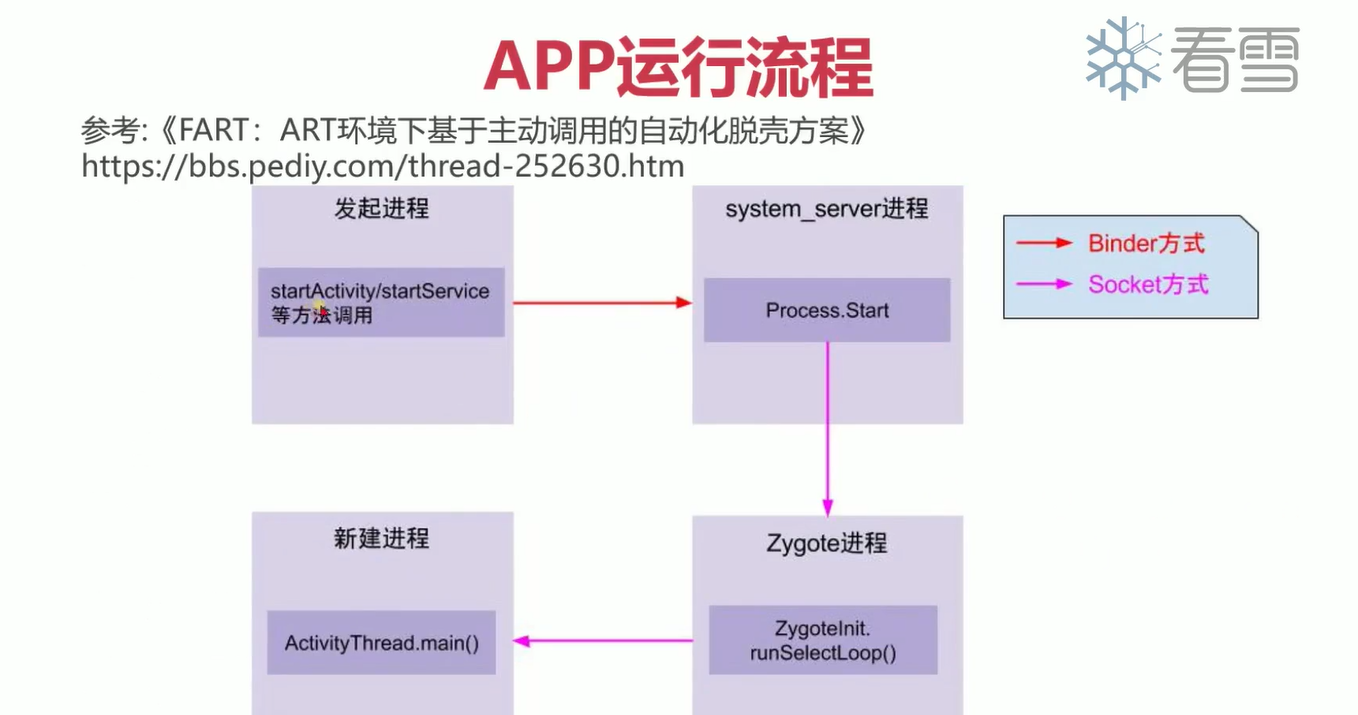 APP运行流程
看雪
参考:《FART：ART环境下基于主动调用的自动化脱壳方案》
https://bbs.pediy.com/thread-252630.htm
发起进程
startActivity/startService
等方法调用
system_server进程
Process.Start
Binder方式
Socket方式
新建进程
ActivityThread.main()
Zygote进程
ZygoteInit.
runSelectLoop()